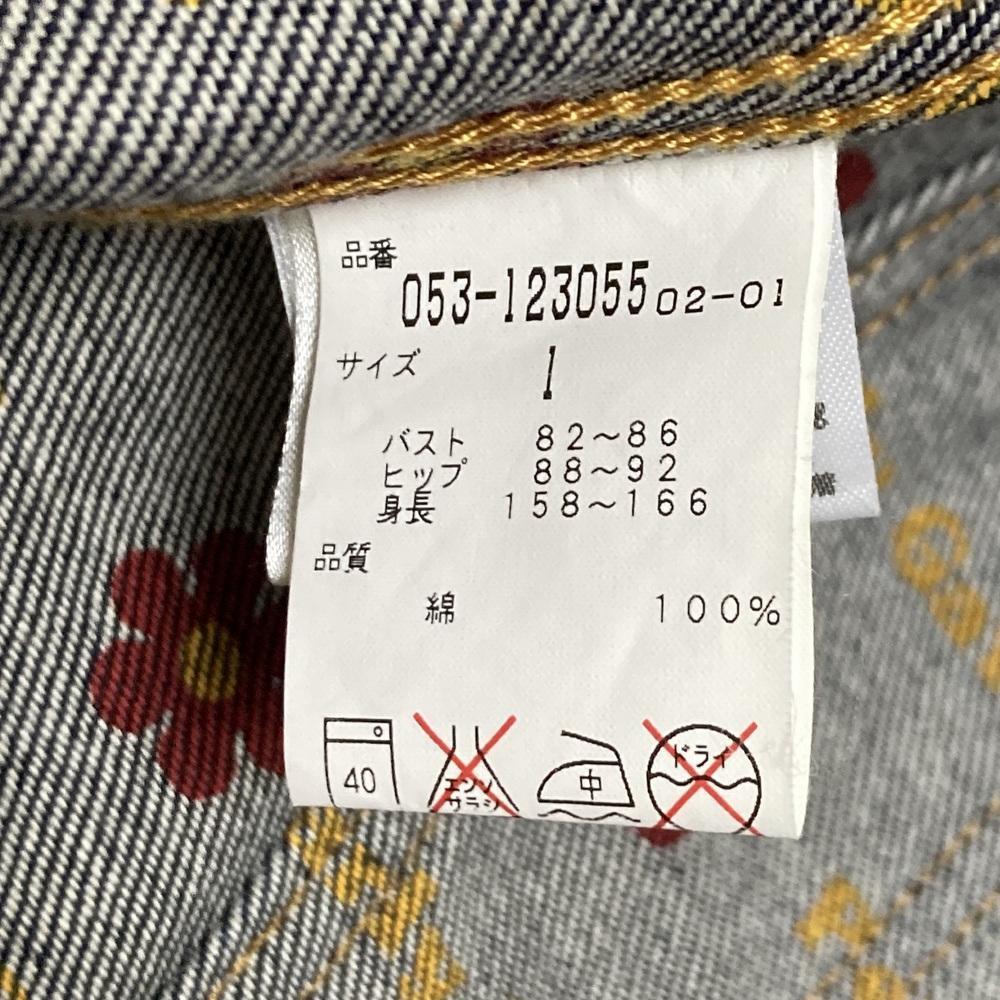 品番
053-123055 02-01
サイズ 1
バスト 82～86
ヒップ 88～92
身長 158～166
品質
綿 100%
40
エンソ
サラシ
中
ドライ